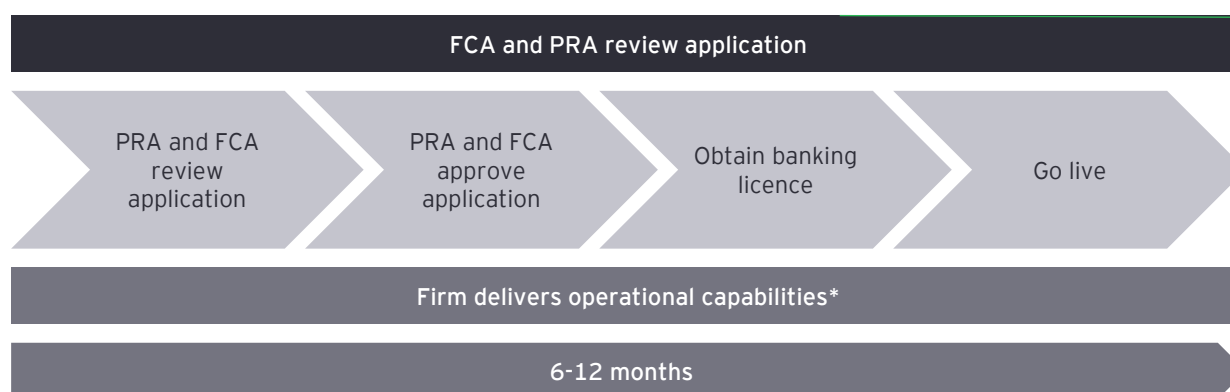 FCA and PRA review application
PRA and FCA
review
application
PRA and FCA
approve
application
Obtain banking
licence
Go live
Firm delivers operational capabilities*
6-12 months